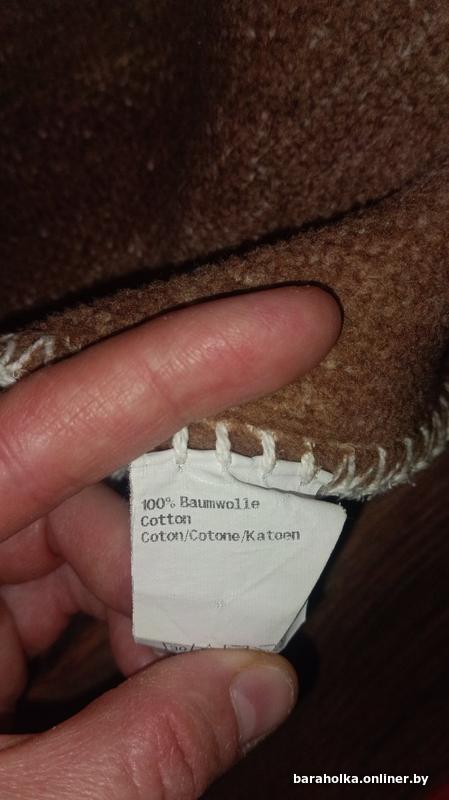 100% Baumwolle
Cotton
Coton/Cotone/Katoen
baraholka.onliner.by